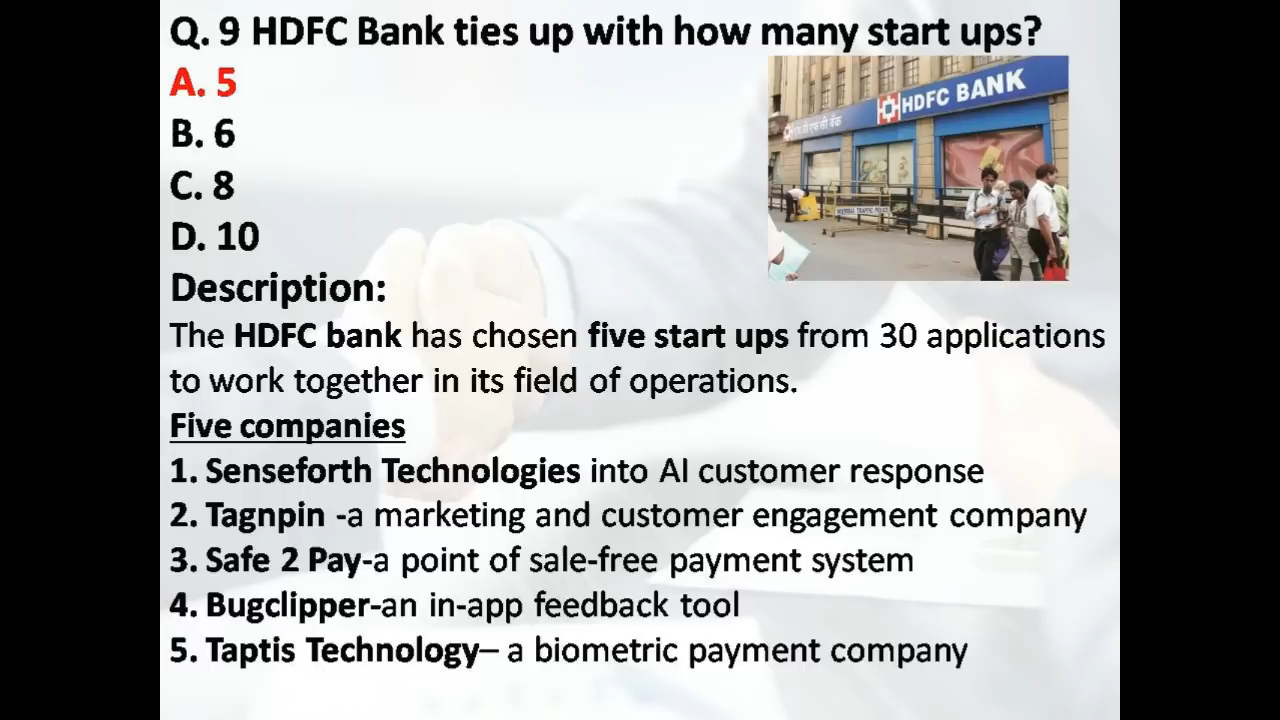 Q. 9 HDFC Bank ties up with how many start ups?
A. 5
B. 6
C. 8
D. 10
HDFC BANK
Description:
The HDFC bank has chosen five start ups from 30 applications
to work together in its field of operations.
Five companies
1. Senseforth Technologies into AI customer response
2. Tagnpin -a marketing and customer engagement company
3. Safe 2 Pay-a point of sale-free payment system
4. Bugclipper-an in-app feedback tool
5. Taptis Technology– a biometric payment company